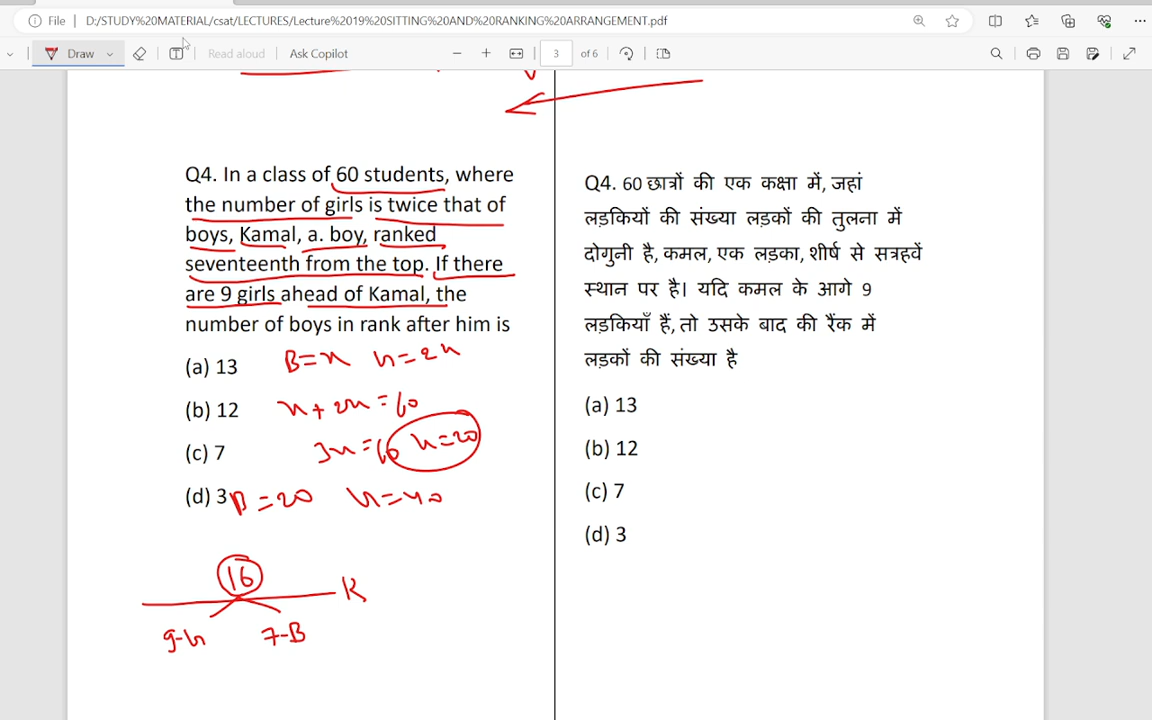 File D:/STUDY%20MATERIAL/csat/LECTURES/Lecture%2019%20SITTING%20AND%20RANKING%20ARRANGEMENT.pdf
Draw Read aloud Ask Copilot 3 of 6
Q4. In a class of 60 students, where
the number of girls is twice that of
boys, Kamal, a. boy, ranked
seventeenth from the top. If there
are 9 girls ahead of Kamal, the
number of boys in rank after him is
(a) 13
B=x h=2x
(b) 12
x+2x=60
(c) 7
3x=60 x=20
(d) 3
B=20 h=40
16
K
9-h 7-B
Q4. 60 छात्रों की एक कक्षा में, जहां
लड़कियों की संख्या लड़कों की तुलना में
दोगुनी है, कमल, एक लड़का, शीर्ष से सत्रहवें
स्थान पर है। यदि कमल के आगे 9
लड़कियाँ हैं, तो उसके बाद की रैंक में
लड़कों की संख्या है
(a) 13
(b) 12
(c) 7
(d) 3